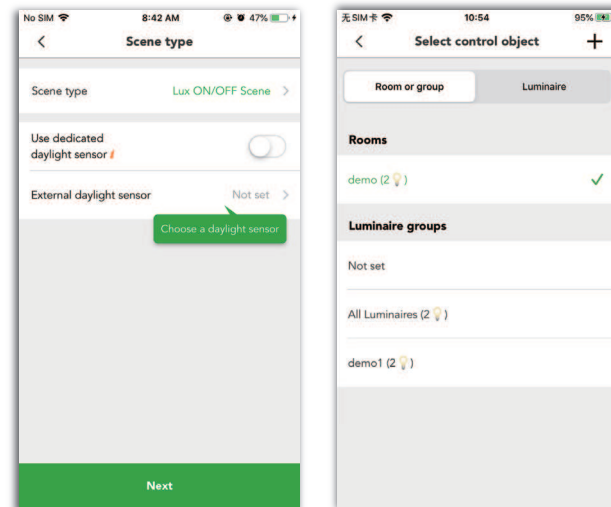 No SIM 8:42 AM 47%
Scene type
Scene type Lux ON/OFF Scene
Use dedicated
daylight sensor i
External daylight sensor Not set
Choose a daylight sensor
Next
无SIM卡 10:54 95%
Select control object +
Room or group Luminaire
Rooms
demo (2💡)
Luminaire groups
Not set
All Luminaires (2💡)
demo1 (2💡)